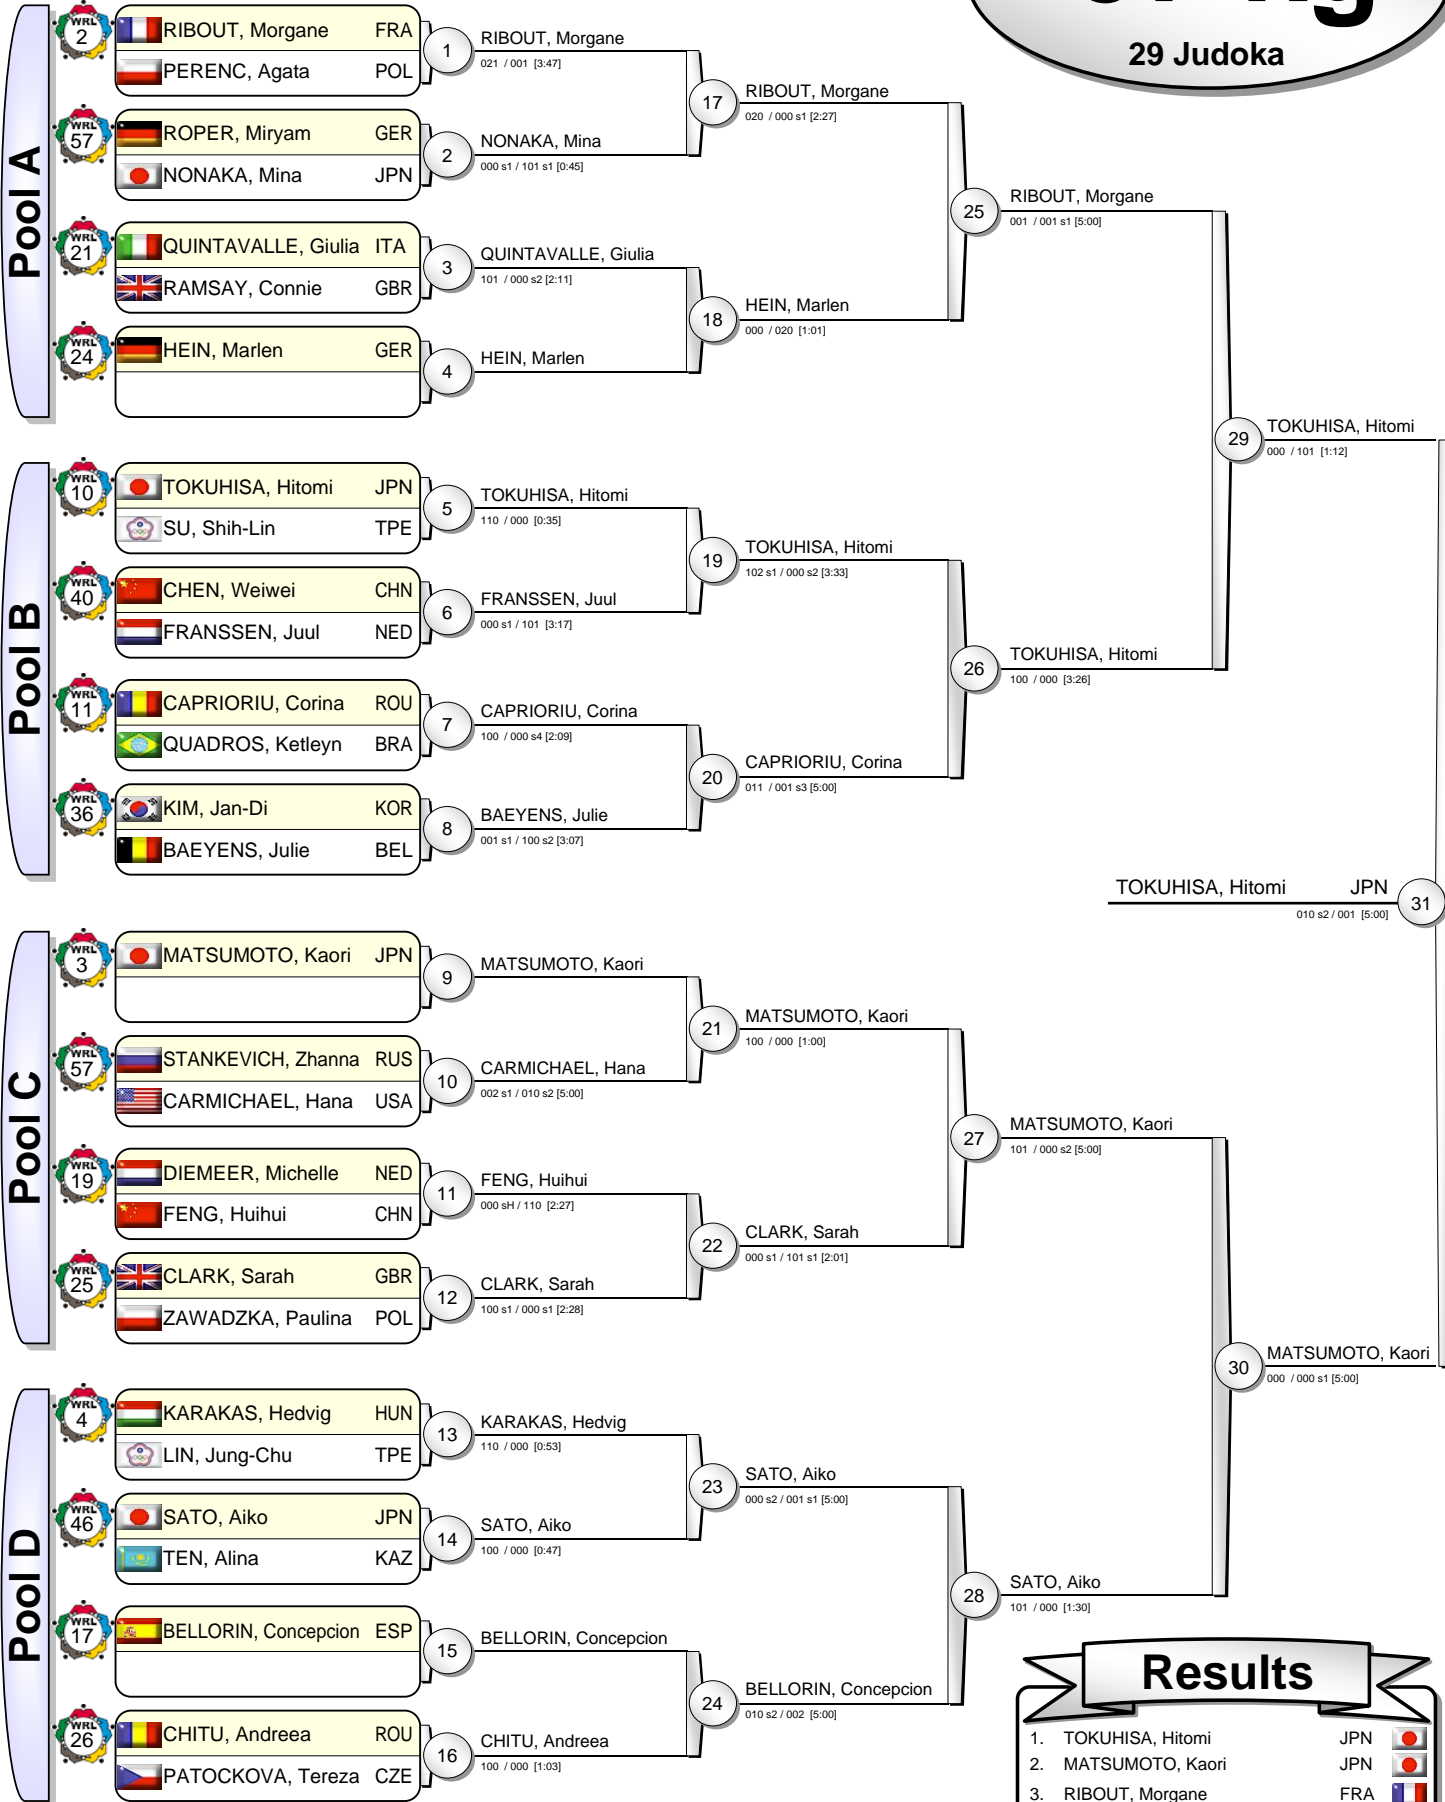 29 Judoka
Pool A
WRL 2
RIBOUT, Morgane FRA
PERENC, Agata POL
1
RIBOUT, Morgane
021 / 001 [3:47]
WRL 57
ROPER, Miryam GER
NONAKA, Mina JPN
2
NONAKA, Mina
000 s1 / 101 s1 [0:45]
17
RIBOUT, Morgane
020 / 000 s1 [2:27]
WRL 21
QUINTAVALLE, Giulia ITA
RAMSAY, Connie GBR
3
QUINTAVALLE, Giulia
101 / 000 s2 [2:11]
WRL 24
HEIN, Marlen GER
4
HEIN, Marlen
18
HEIN, Marlen
000 / 020 [1:01]
25
RIBOUT, Morgane
001 / 001 s1 [5:00]
Pool B
WRL 10
TOKUHISA, Hitomi JPN
SU, Shih-Lin TPE
5
TOKUHISA, Hitomi
110 / 000 [0:35]
WRL 40
CHEN, Weiwei CHN
FRANSSEN, Juul NED
6
FRANSSEN, Juul
000 s1 / 101 [3:17]
19
TOKUHISA, Hitomi
102 s1 / 000 s2 [3:33]
WRL 11
CAPRIORIU, Corina ROU
QUADROS, Ketleyn BRA
7
CAPRIORIU, Corina
100 / 000 s4 [2:09]
WRL 36
KIM, Jan-Di KOR
BAEYENS, Julie BEL
8
BAEYENS, Julie
001 s1 / 100 s2 [3:07]
20
CAPRIORIU, Corina
011 / 001 s3 [5:00]
26
TOKUHISA, Hitomi
100 / 000 [3:26]
29
TOKUHISA, Hitomi
000 / 101 [1:12]
TOKUHISA, Hitomi JPN
31
010 s2 / 001 [5:00]
Pool C
WRL 3
MATSUMOTO, Kaori JPN
9
MATSUMOTO, Kaori
WRL 57
STANKEVICH, Zhanna RUS
CARMICHAEL, Hana USA
10
CARMICHAEL, Hana
002 s1 / 010 s2 [5:00]
21
MATSUMOTO, Kaori
100 / 000 [1:00]
WRL 19
DIEMEER, Michelle NED
FENG, Huihui CHN
11
FENG, Huihui
000 sH / 110 [2:27]
WRL 25
CLARK, Sarah GBR
ZAWADZKA, Paulina POL
12
CLARK, Sarah
100 s1 / 000 s1 [2:28]
22
CLARK, Sarah
000 s1 / 101 s1 [2:01]
27
MATSUMOTO, Kaori
101 / 000 s2 [5:00]
Pool D
WRL 4
KARAKAS, Hedvig HUN
LIN, Jung-Chu TPE
13
KARAKAS, Hedvig
110 / 000 [0:53]
WRL 46
SATO, Aiko JPN
TEN, Alina KAZ
14
SATO, Aiko
100 / 000 [0:47]
23
SATO, Aiko
000 s2 / 001 s1 [5:00]
WRL 17
BELLORIN, Concepcion ESP
15
BELLORIN, Concepcion
WRL 26
CHITU, Andreea ROU
PATOCKOVA, Tereza CZE
16
CHITU, Andreea
100 / 000 [1:03]
24
BELLORIN, Concepcion
010 s2 / 002 [5:00]
28
SATO, Aiko
101 / 000 [1:30]
30
MATSUMOTO, Kaori
000 / 000 s1 [5:00]
Results
1. TOKUHISA, Hitomi JPN
2. MATSUMOTO, Kaori JPN
3. RIBOUT, Morgane FRA